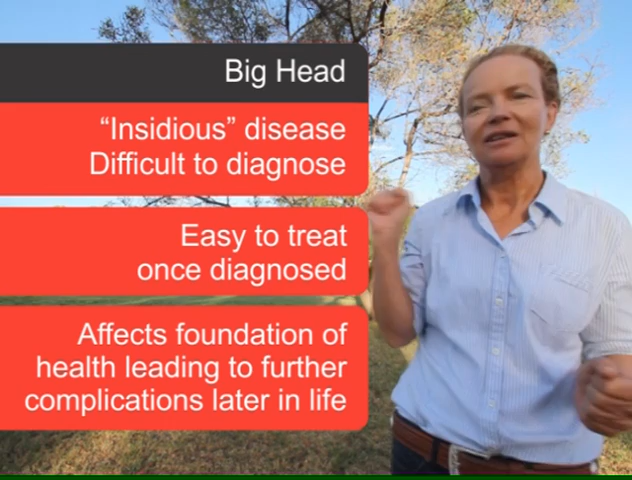 Big Head
“Insidious” disease
Difficult to diagnose
Easy to treat
once diagnosed
Affects foundation of
health leading to further
complications later in life